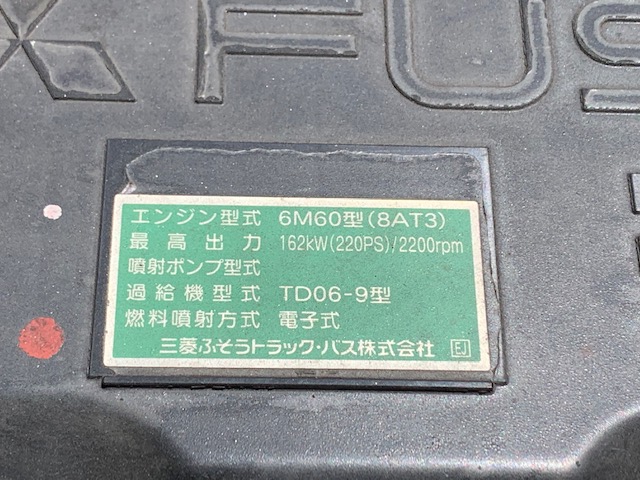 FUS
エンジン型式 6M60型(8AT3)
最高出力 162kW(220PS)/2200rpm
噴射ポンプ型式
過給機型式 TD06-9型
燃料噴射方式 電子式
三菱ふそうトラック・バス株式会社 EJ